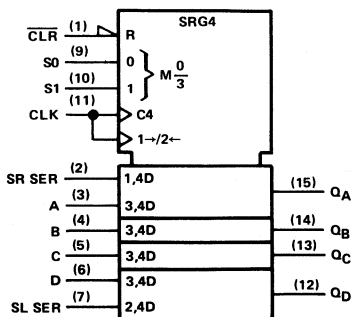 SRG4
CLR (1) R
S0 (9) 0
S1 (10) 1
M 0/3
CLK (11) C4
1→/2←
SR SER (2) 1,4D (15) QA
A (3) 3,4D
B (4) 3,4D (14) QB
C (5) 3,4D (13) QC
D (6) 3,4D (12) QD
SL SER (7) 2,4D